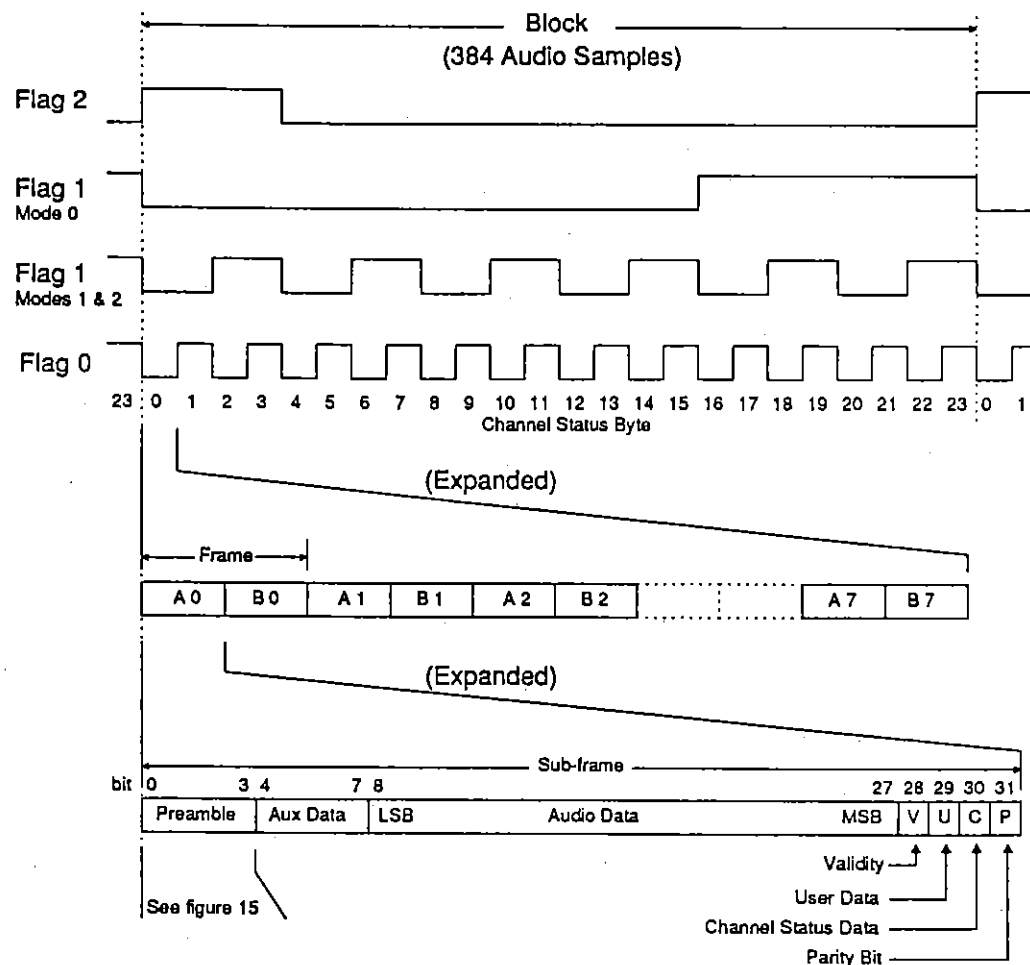 Block
(384 Audio Samples)
Flag 2
Flag 1
Mode 0
Flag 1
Modes 1 & 2
Flag 0
23 0 1 2 3 4 5 6 7 8 9 10 11 12 13 14 15 16 17 18 19 20 21 22 23 0 1
Channel Status Byte
(Expanded)
Frame
A 0 B 0 A 1 B 1 A 2 B 2 A 7 B 7
(Expanded)
Sub-frame
bit 0 3 4 7 8 27 28 29 30 31
Preamble Aux Data LSB Audio Data MSB V U C P
Validity
User Data
See figure 15
Channel Status Data
Parity Bit